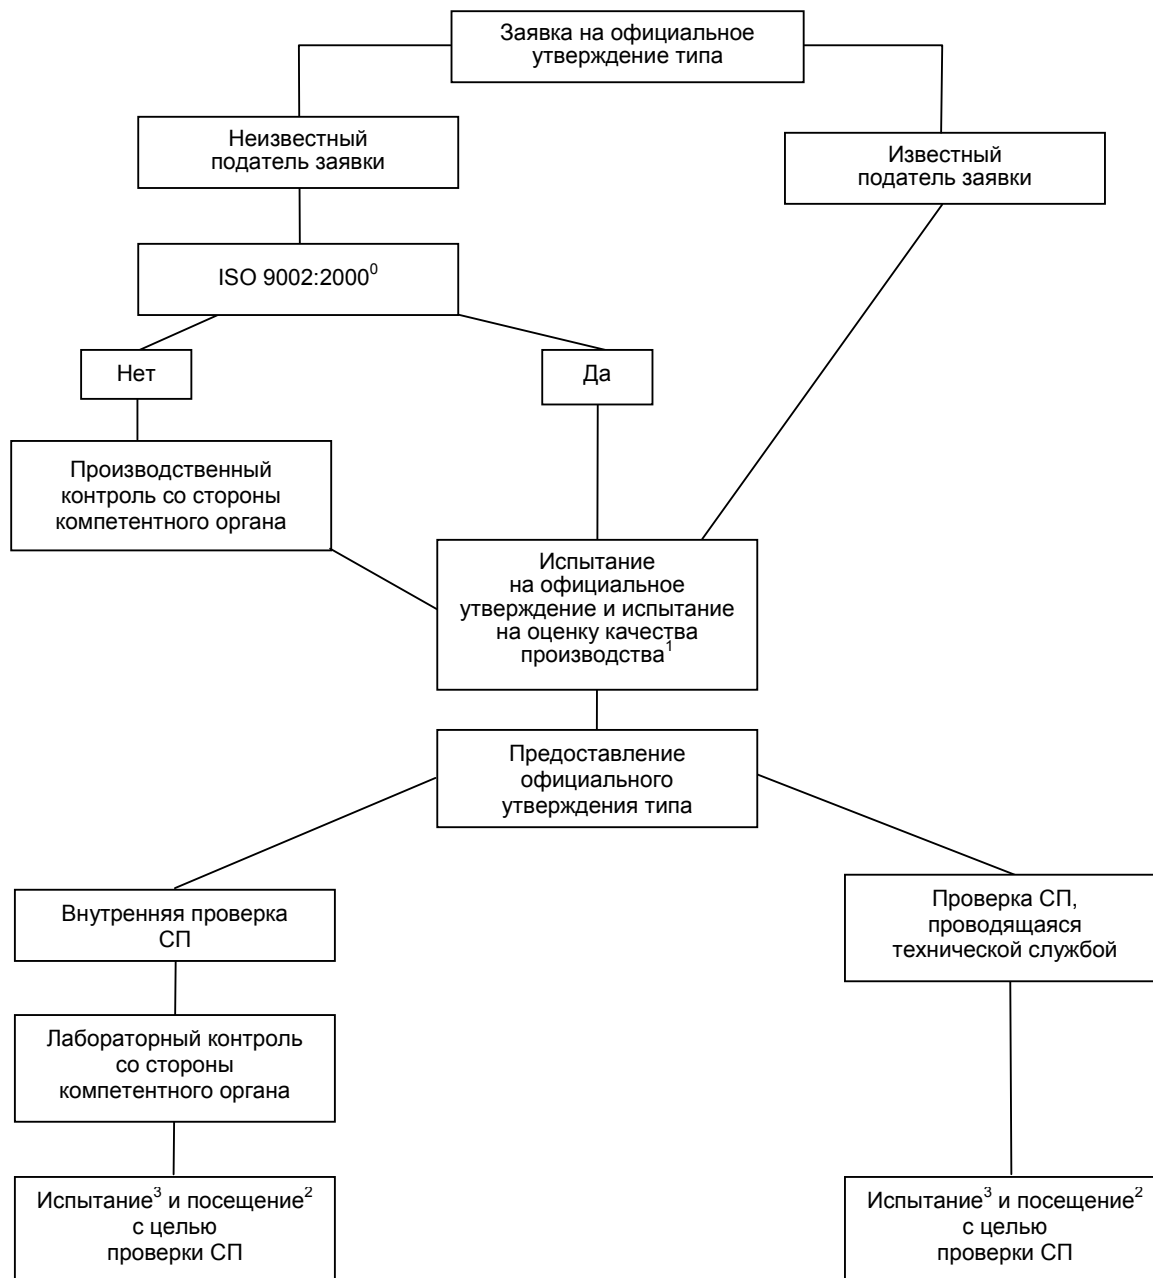 Заявка на официальное
утверждение типа
Неизвестный
податель заявки
Известный
податель заявки
ISO 9002:2000⁰
Нет
Да
Производственный
контроль со стороны
компетентного органа
Испытание
на официальное
утверждение и испытание
на оценку качества
производства¹
Предоставление
официального
утверждения типа
Внутренняя проверка
СП
Проверка СП,
проводящаяся
технической службой
Лабораторный контроль
со стороны
компетентного органа
Испытание³ и посещение²
с целью
проверки СП
Испытание³ и посещение²
с целью
проверки СП